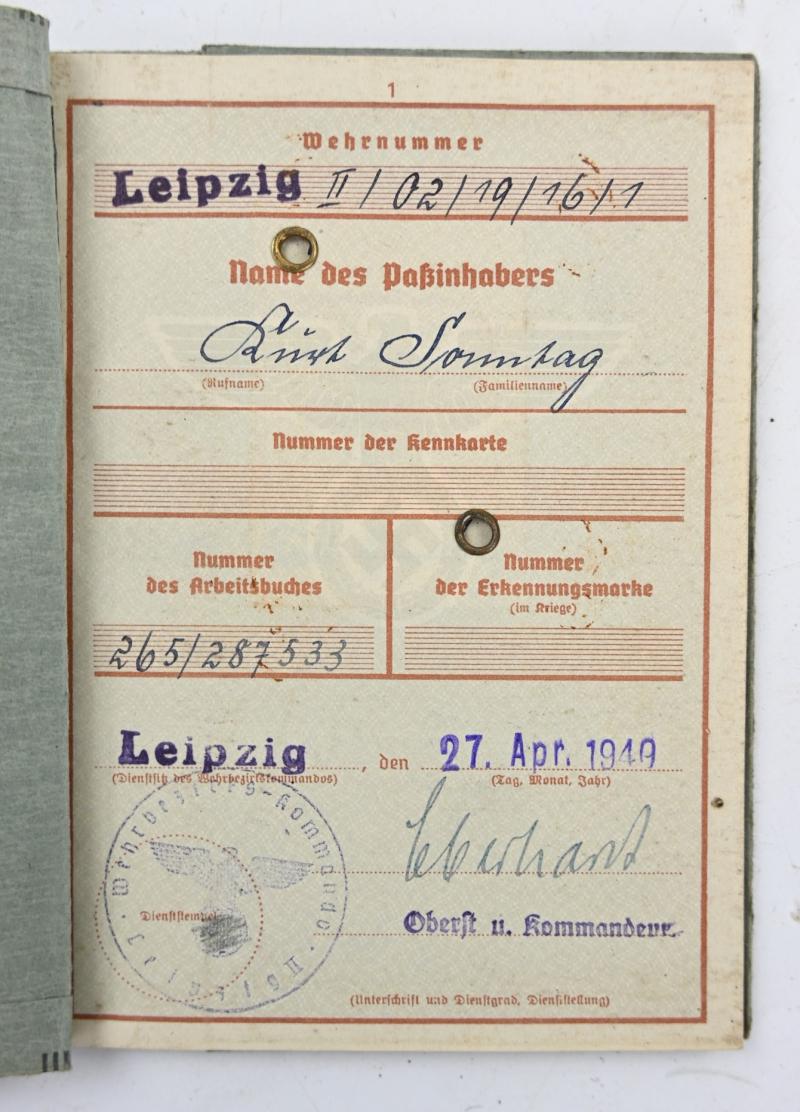 1
Wehrnummer
Leipzig II/02/19/16/1
Name des Paßinhabers
Kurt Sonntag
(Rufname) (Familienname)
Nummer der Kennkarte
Nummer des Arbeitsbuches
265/287533
Nummer der Erkennungsmarke
(im Kriege)
Leipzig, den 27. Apr. 1940
(Dienstsitz des Wehrbezirkskommandos) (Tag, Monat, Jahr)
Wehrbezirks-Kommando · Leipzig II
Eberhardt
Dienststempel
Oberst u. Kommandeur
(Unterschrift und Dienstgrad, Dienststellung)